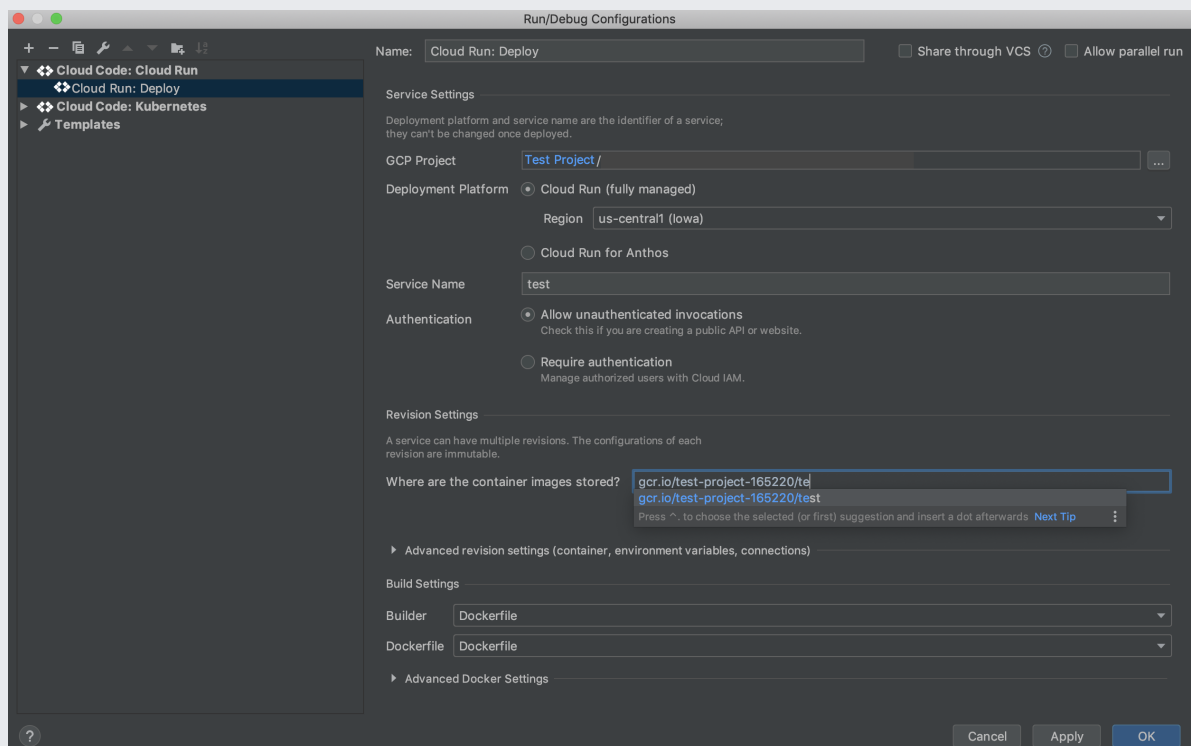 Run/Debug Configurations
Name: Cloud Run: Deploy
Share through VCS ?
Allow parallel run
Cloud Code: Cloud Run
Cloud Run: Deploy
Cloud Code: Kubernetes
Templates
Service Settings
Deployment platform and service name are the identifier of a service;
they can't be changed once deployed.
GCP Project Test Project/ ...
Deployment Platform Cloud Run (fully managed)
Region us-central1 (Iowa)
Cloud Run for Anthos
Service Name test
Authentication Allow unauthenticated invocations
Check this if you are creating a public API or website.
Require authentication
Manage authorized users with Cloud IAM.
Revision Settings
A service can have multiple revisions. The configurations of each
revision are immutable.
Where are the container images stored? gcr.io/test-project-165220/te
gcr.io/test-project-165220/test
Press ^. to choose the selected (or first) suggestion and insert a dot afterwards Next Tip
Advanced revision settings (container, environment variables, connections)
Build Settings
Builder Dockerfile
Dockerfile Dockerfile
Advanced Docker Settings
? Cancel Apply OK